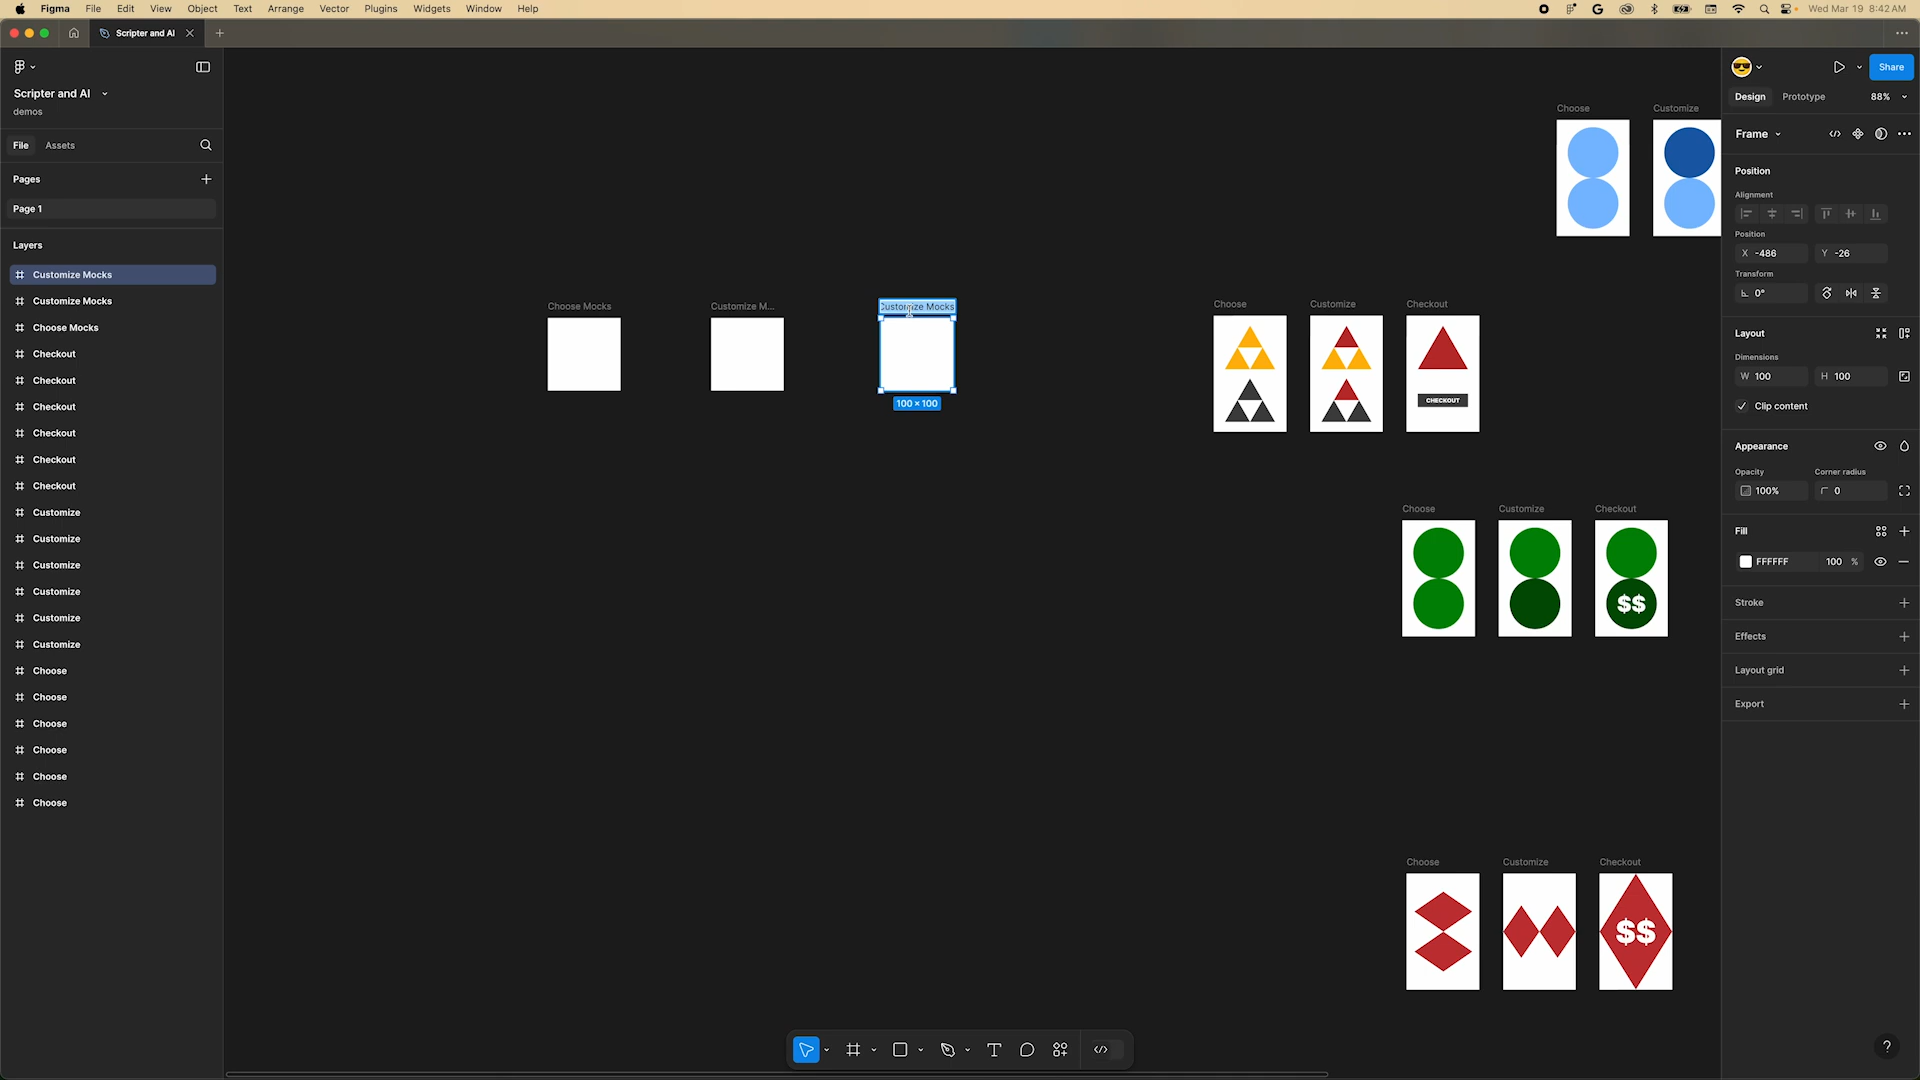 Figma File Edit View Object Text Arrange Vector Plugins Widgets Window Help
Wed Mar 19 8:42 AM
Scripter and AI
Share
Scripter and AI
demos
Design Prototype 88%
File Assets
Pages
Page 1
Layers
Customize Mocks
Customize Mocks
Choose Mocks
Checkout
Checkout
Checkout
Checkout
Checkout
Checkout
Customize
Customize
Customize
Customize
Customize
Customize
Choose
Choose
Choose
Choose
Choose
Choose
Choose Customize
Choose Mocks Customize M... Customize Mocks
100 × 100
Choose Customize Checkout
CHECKOUT
Choose Customize Checkout
$$
Choose Customize Checkout
$$
Frame
Position
Alignment
Position
X -486 Y -26
Transform
0°
Layout
Dimensions
W 100 H 100
Clip content
Appearance
Opacity Corner radius
100% 0
Fill
FFFFFF 100 %
Stroke
Effects
Layout grid
Export
?